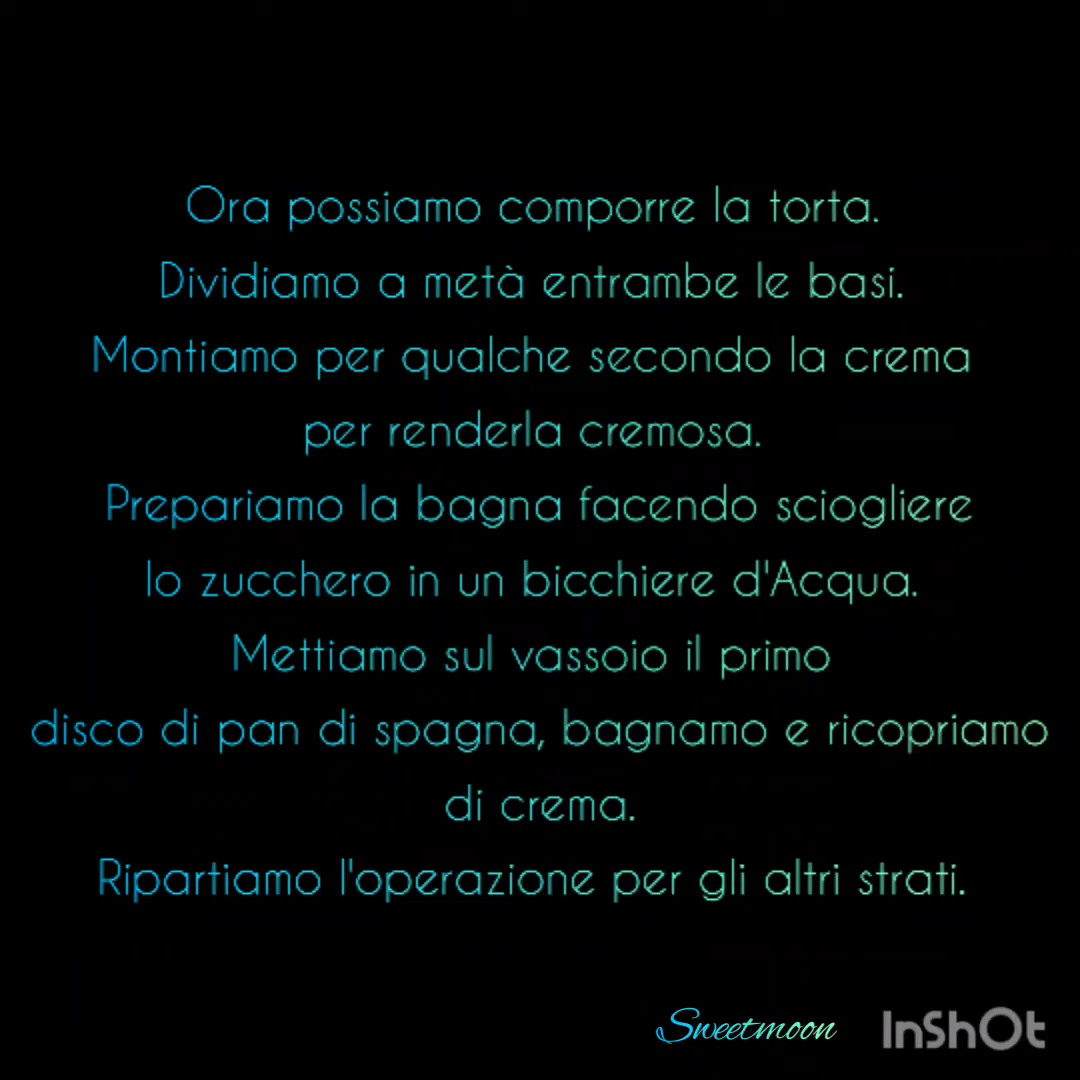 Ora possiamo comporre la torta.
Dividiamo a metà entrambe le basi.
Montiamo per qualche secondo la crema
per renderla cremosa.
Prepariamo la bagna facendo sciogliere
lo zucchero in un bicchiere d'Acqua.
Mettiamo sul vassoio il primo
disco di pan di spagna, bagnamo e ricopriamo
di crema.
Ripartiamo l'operazione per gli altri strati.
Sweetmoon InShOt